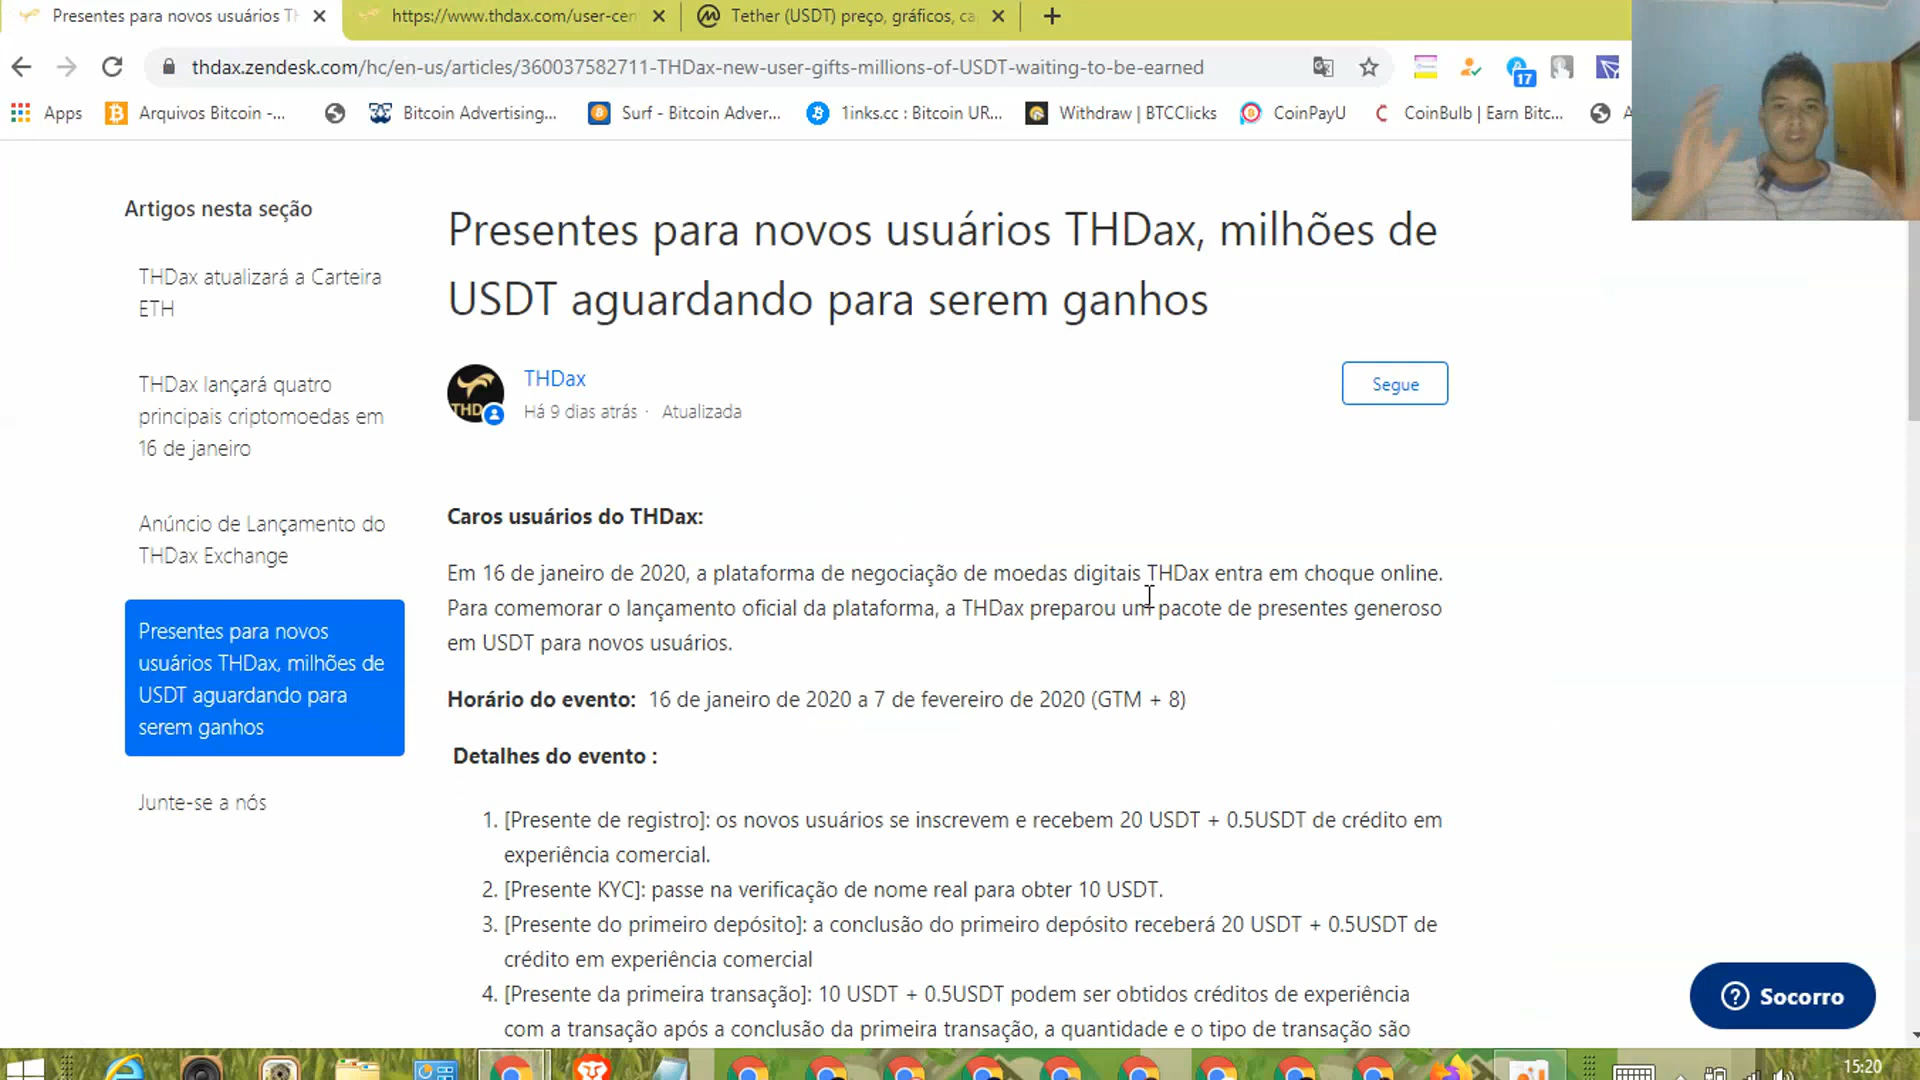 Presentes para novos usuários TH
https://www.thdax.com/user-cen
Tether (USDT) preço, gráficos, ca
thdax.zendesk.com/hc/en-us/articles/360037582711-THDax-new-user-gifts-millions-of-USDT-waiting-to-be-earned
17
Apps
Arquivos Bitcoin -...
Bitcoin Advertising...
Surf - Bitcoin Adver...
1inks.cc : Bitcoin UR...
Withdraw | BTCClicks
CoinPayU
CoinBulb | Earn Bitc...
Artigos nesta seção
THDax atualizará a Carteira
ETH
THDax lançará quatro
principais criptomoedas em
16 de janeiro
Anúncio de Lançamento do
THDax Exchange
Presentes para novos
usuários THDax, milhões de
USDT aguardando para
serem ganhos
Junte-se a nós
Presentes para novos usuários THDax, milhões de
USDT aguardando para serem ganhos
THDax
Há 9 dias atrás · Atualizada
Segue
Caros usuários do THDax:
Em 16 de janeiro de 2020, a plataforma de negociação de moedas digitais THDax entra em choque online.
Para comemorar o lançamento oficial da plataforma, a THDax preparou um pacote de presentes generoso
em USDT para novos usuários.
Horário do evento: 16 de janeiro de 2020 a 7 de fevereiro de 2020 (GTM + 8)
Detalhes do evento :
1. [Presente de registro]: os novos usuários se inscrevem e recebem 20 USDT + 0.5USDT de crédito em
experiência comercial.
2. [Presente KYC]: passe na verificação de nome real para obter 10 USDT.
3. [Presente do primeiro depósito]: a conclusão do primeiro depósito receberá 20 USDT + 0.5USDT de
crédito em experiência comercial
4. [Presente da primeira transação]: 10 USDT + 0.5USDT podem ser obtidos créditos de experiência
com a transação após a conclusão da primeira transação, a quantidade e o tipo de transação são
Socorro
15:20